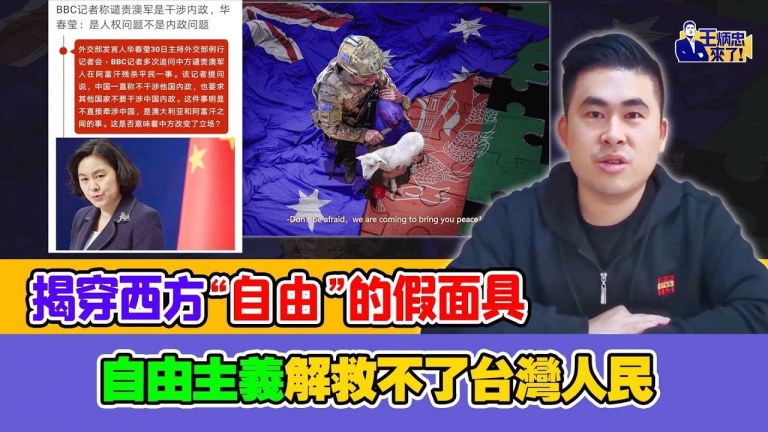 BBC记者称谴责澳军是干涉内政，华
春莹：是人权问题不是内政问题
外交部发言人华春莹30日主持外交部例行
记者会，BBC记者多次追问中方谴责澳军
人在阿富汗残杀平民一事。该记者提问
说，中国一直称不干涉他国内政，也要求
其他国家不要干涉中国内政。这件事明显
不直接牵涉中国，是澳大利亚和阿富汗之
间的事。这是否意味着中方改变了立场？
-Don't be afraid, we are coming to bring you peace!
王炳忠
來了!
揭穿西方“自由”的假面具
自由主義解救不了台灣人民